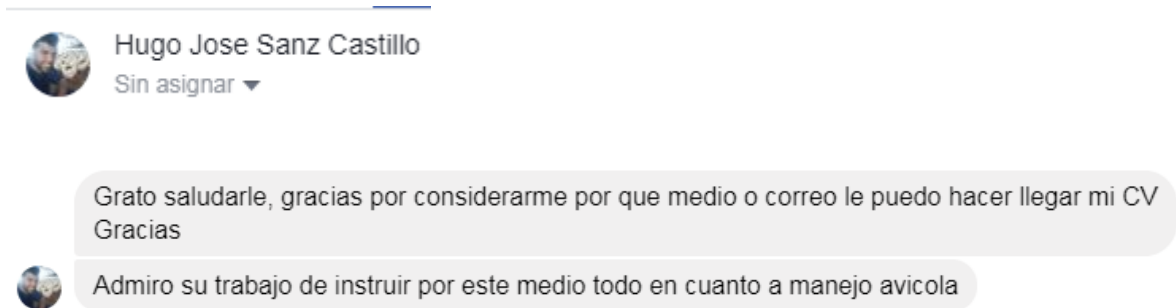 Hugo Jose Sanz Castillo
Sin asignar
Grato saludarle, gracias por considerarme por que medio o correo le puedo hacer llegar mi CV
Gracias
Admiro su trabajo de instruir por este medio todo en cuanto a manejo avicola